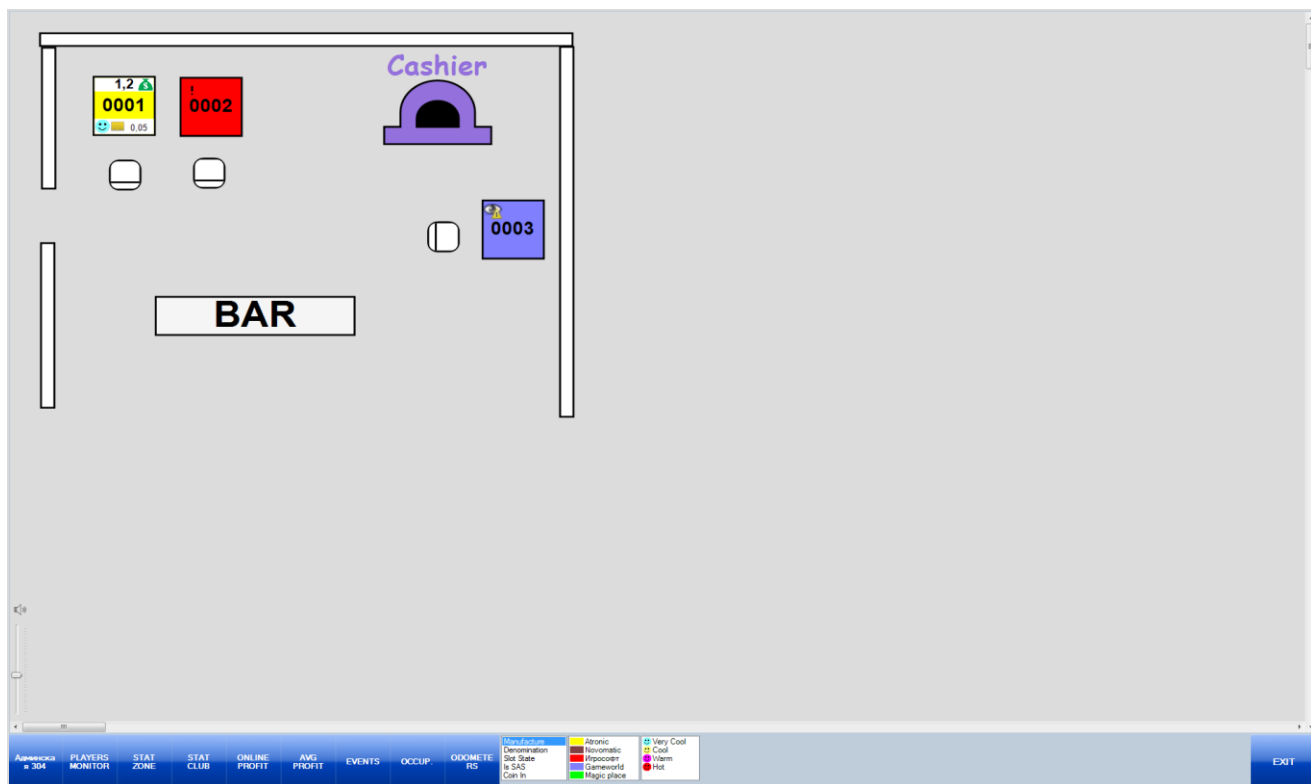 Cashier
1,2
0001
0,05
!
0002
0003
BAR
Админска
я 304
PLAYERS
MONITOR
STAT
ZONE
STAT
CLUB
ONLINE
PROFIT
AVG
PROFIT
EVENTS
OCCUP.
ODOMETE
RS
Manufacture
Denomination
Slot State
Is SAS
Coin In
Atronic
Novomatic
Игрософт
Gameworld
Magic place
Very Cool
Cool
Warm
Hot
EXIT